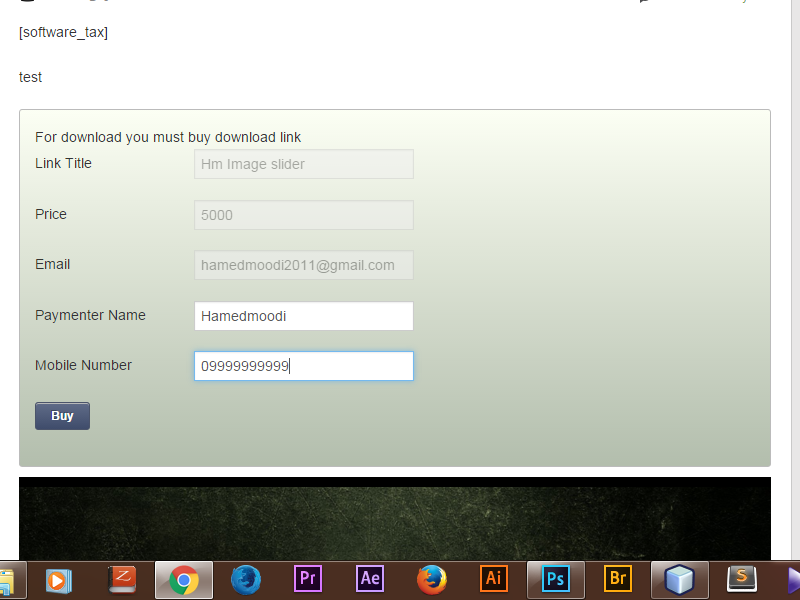 [software_tax]
test
For download you must buy download link
Link Title Hm Image slider
Price 5000
Email hamedmoodi2011@gmail.com
Paymenter Name Hamedmoodi
Mobile Number 09999999999
Buy
Z Pr Ae Ai Ps Br S